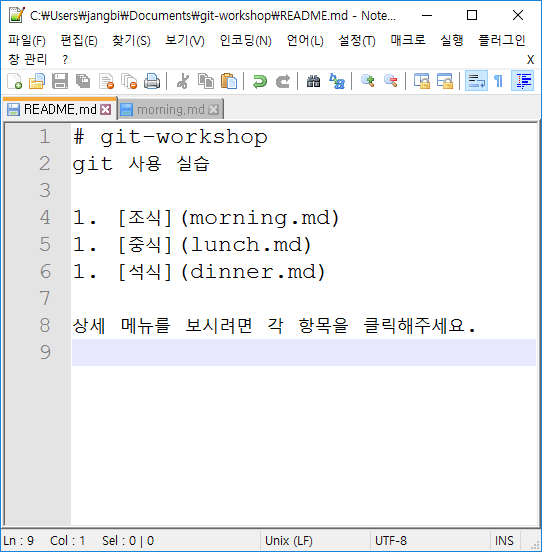 C:₩Users₩jangbi₩Documents₩git-workshop₩README.md - Note...
파일(F) 편집(E) 찾기(S) 보기(V) 인코딩(N) 언어(L) 설정(T) 매크로 실행 플러그인
창 관리 ? X
README.md morning.md
1 # git-workshop
2 git 사용 실습
3
4 1. [조식](morning.md)
5 1. [중식](lunch.md)
6 1. [석식](dinner.md)
7
8 상세 메뉴를 보시려면 각 항목을 클릭해주세요.
9
Ln : 9 Col : 1 Sel : 0 | 0 Unix (LF) UTF-8 INS